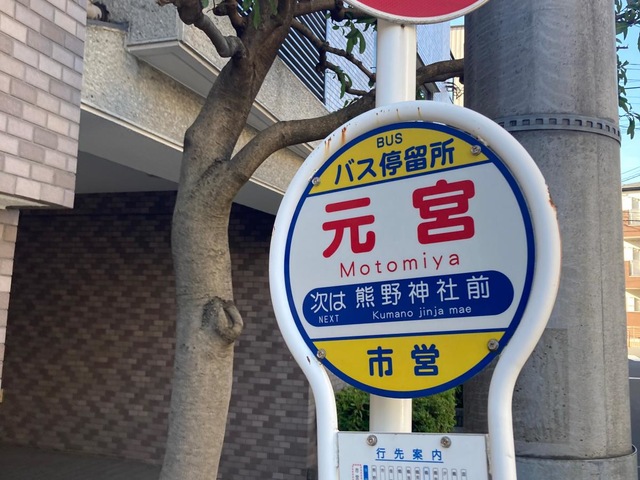 BUS
バス停留所
元宮
Motomiya
次は 熊野神社前
NEXT Kumano jinja mae
市営
行先案内